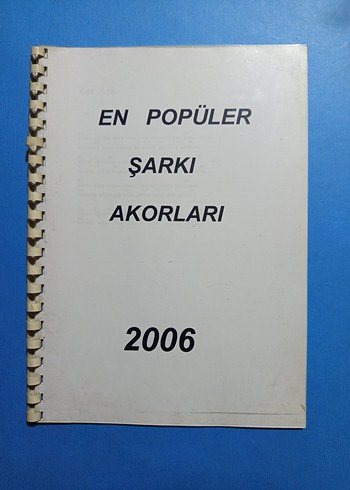 EN POPÜLER
ŞARKI
AKORLARI
2006